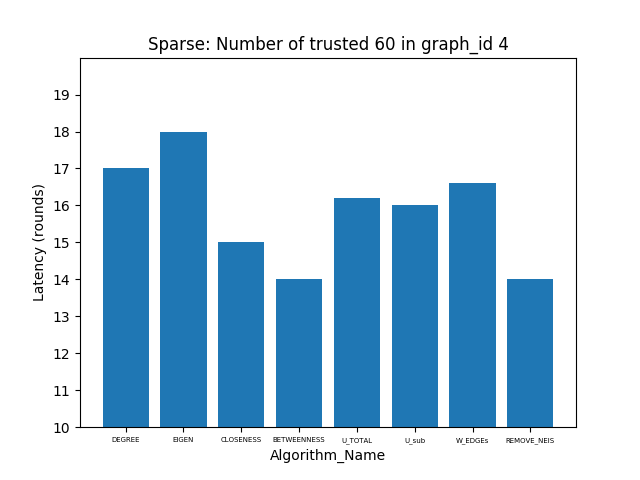 Sparse: Number of trusted 60 in graph_id 4
19
18
17
16
15
14
13
12
11
10
Latency (rounds)
DEGREE EIGEN CLOSENESS BETWEENNESS U_TOTAL U_sub W_EDGEs REMOVE_NEIS
Algorithm_Name